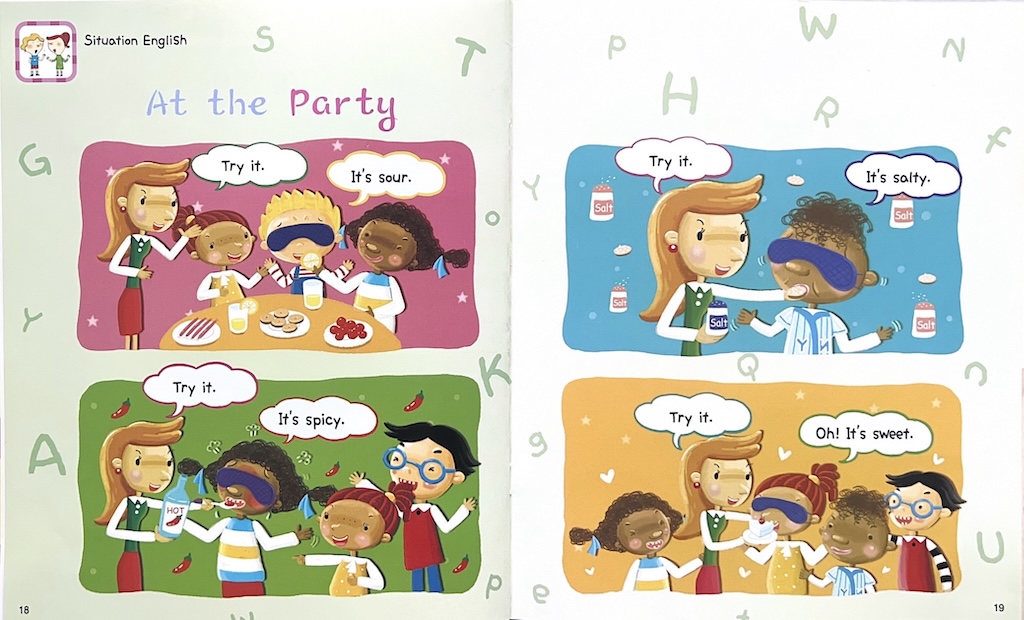 Situation English
At the Party
Try it.
It's sour.
Try it.
It's spicy.
HOT
18
Try it.
It's salty.
Salt
Salt
Salt
Salt
Salt
Try it.
Oh! It's sweet.
19
S
T
G
o
Y
K
A
p
w
p
W
N
H
R
f
Y
Q
n
g
U
e
t